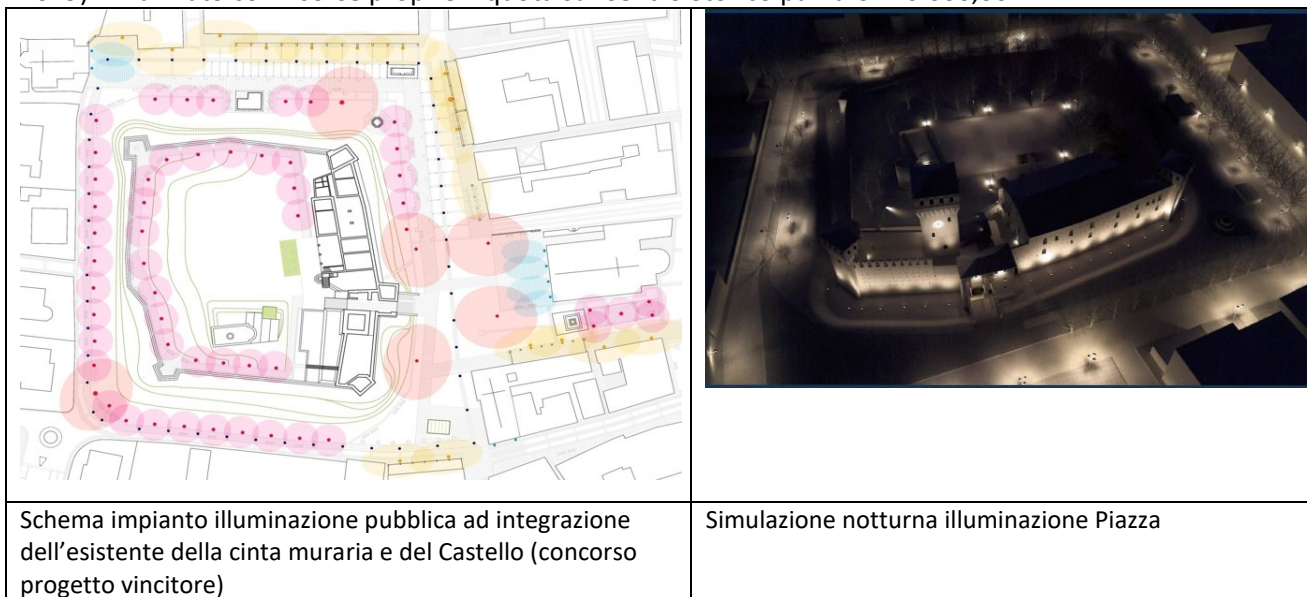 Schema impianto illuminazione pubblica ad integrazione
dell’esistente della cinta muraria e del Castello (concorso
progetto vincitore)
Simulazione notturna illuminazione Piazza